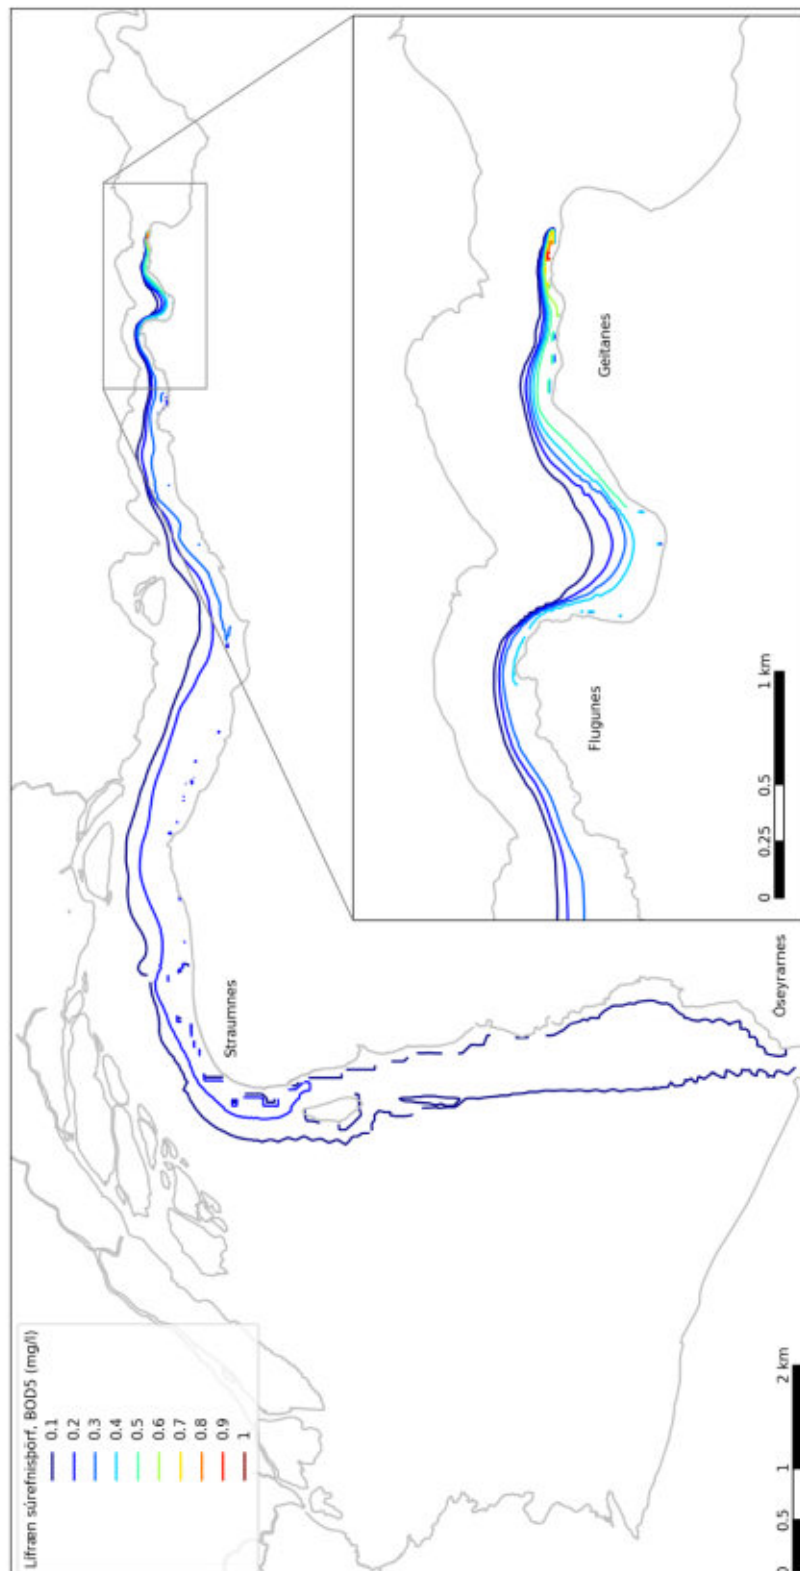 Lífræn súrefnisþörf, BOD5 (mg/l)
0.1
0.2
0.3
0.4
0.5
0.6
0.7
0.8
0.9
1
Straumnes
Oseyrarnes
Flugunes
Geitanes
0 0.25 0.5 1 km
0 0.5 1 2 km